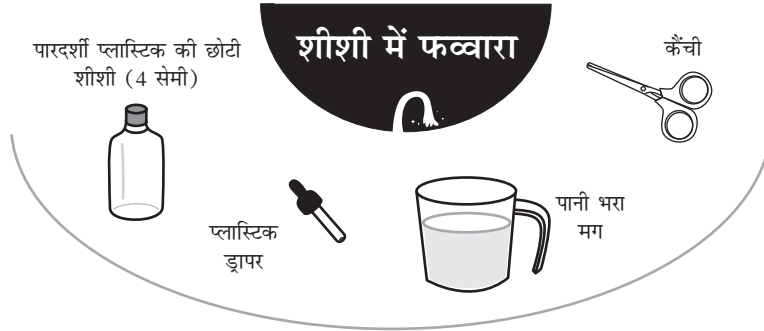 शीशी में फव्वारा
पारदर्शी प्लास्टिक की छोटी
शीशी (4 सेमी)
कैंची
प्लास्टिक
ड्रापर
पानी भरा
मग